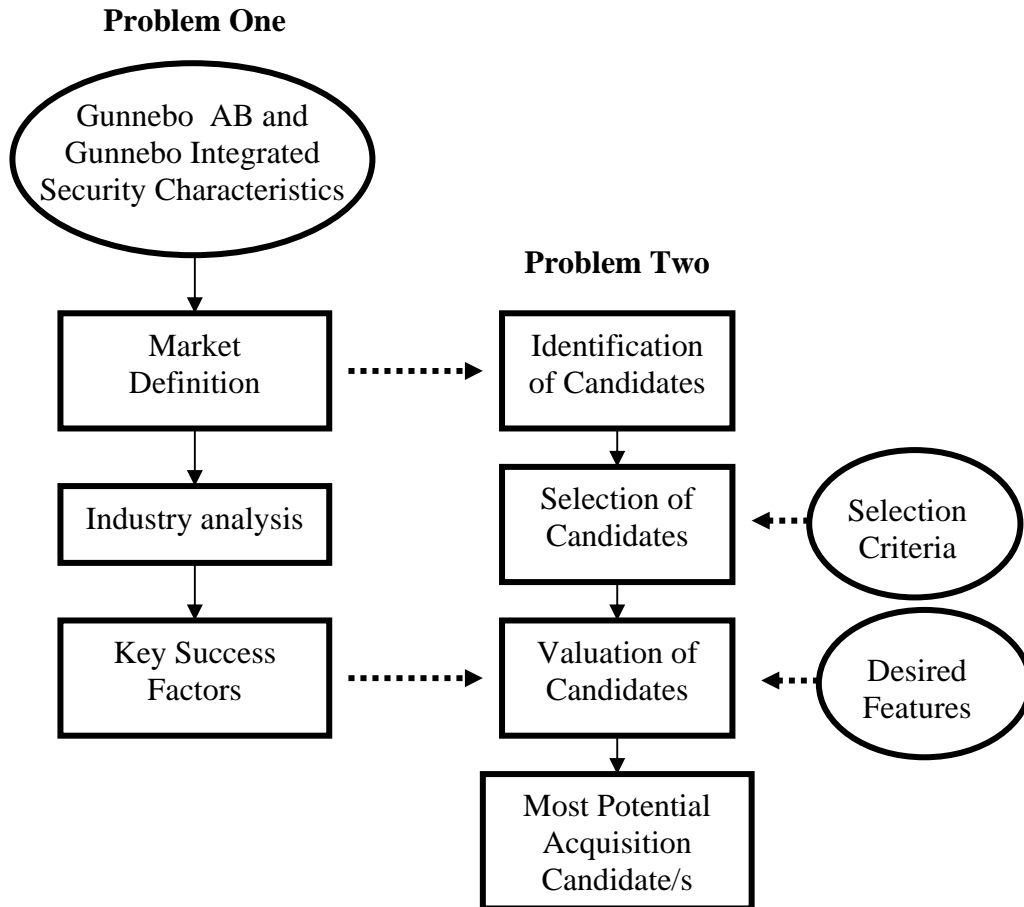 Problem One
Gunnebo AB and
Gunnebo Integrated
Security Characteristics
Market
Definition
Industry analysis
Key Success
Factors
Problem Two
Identification
of Candidates
Selection of
Candidates
Selection
Criteria
Valuation of
Candidates
Desired
Features
Most Potential
Acquisition
Candidate/s